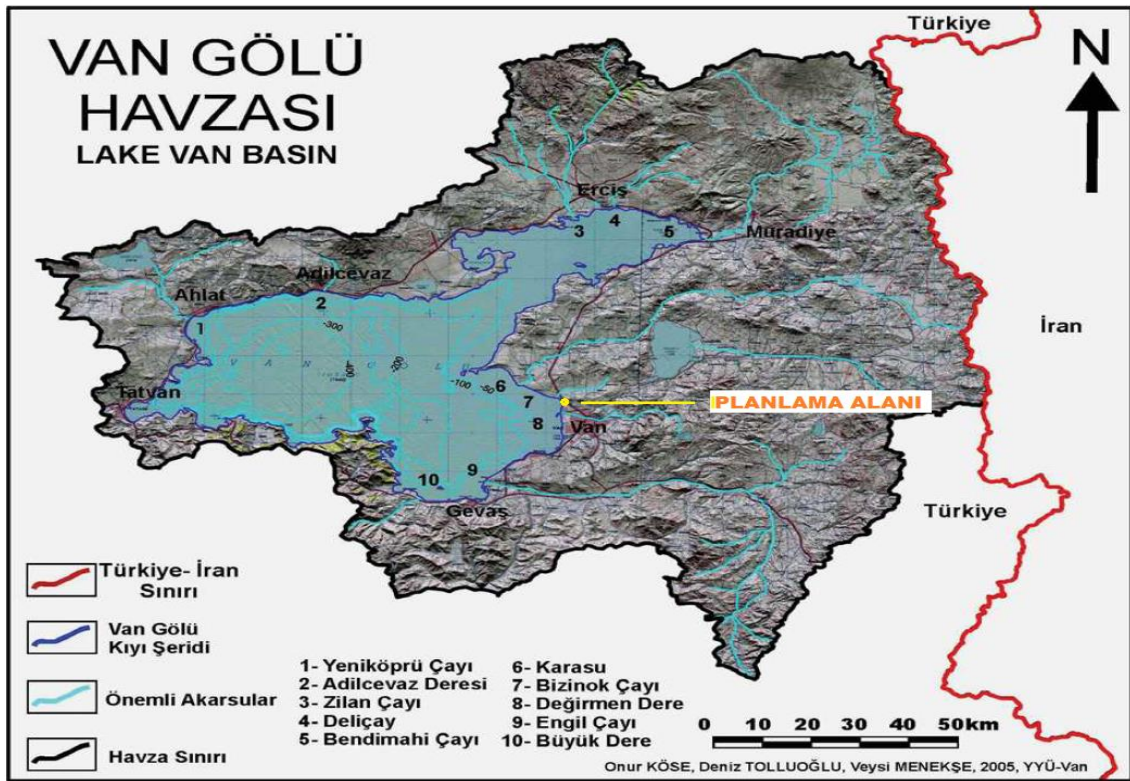 VAN GÖLÜ
HAVZASI
LAKE VAN BASIN
Türkiye
N
Erciş
3
4
5
Muradiye
Adilcevaz
Ahlat
2
1
-300
-400
-200
-100
-50
İran
Tatvan
6
7
PLANLAMA ALANI
8
Van
9
10
Gevaş
Türkiye
Türkiye- İran
Sınırı
Van Gölü
Kıyı Şeridi
Önemli Akarsular
Havza Sınırı
1- Yeniköprü Çayı
2- Adilcevaz Deresi
3- Zilan Çayı
4- Deliçay
5- Bendimahi Çayı
6- Karasu
7- Bizinok Çayı
8- Değirmen Dere
9- Engil Çayı
10- Büyük Dere
0 10 20 30 40 50km
Onur KÖSE, Deniz TOLLUOĞLU, Veysi MENEKŞE, 2005, YYÜ-Van